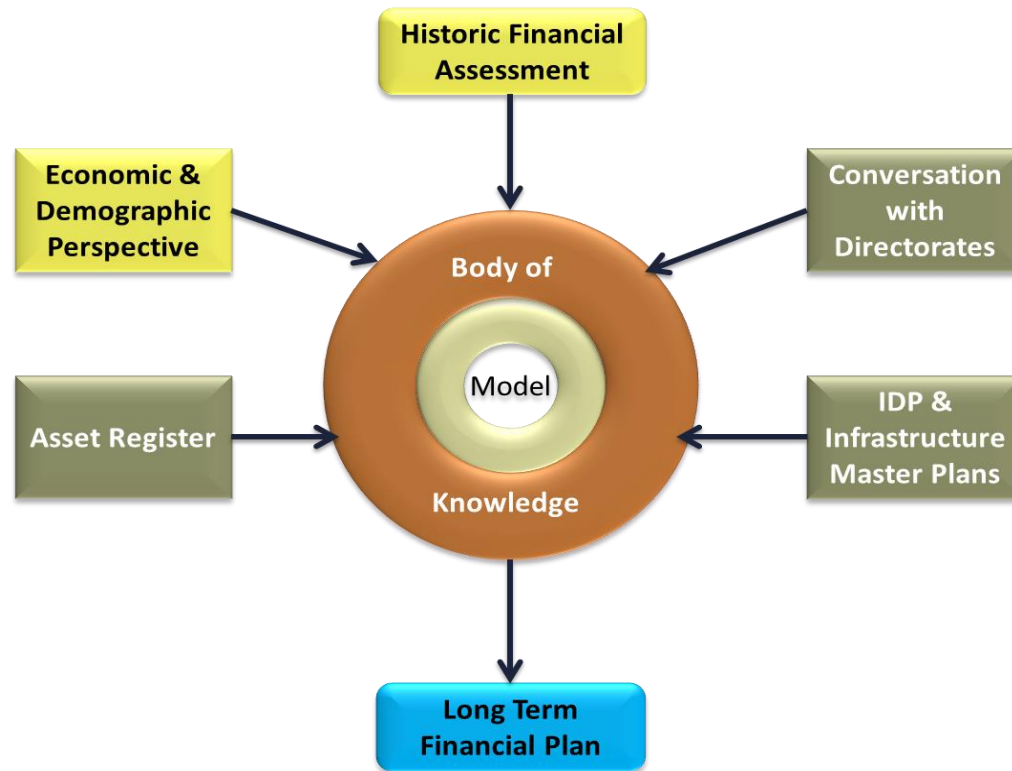 Historic Financial
Assessment
Economic &
Demographic
Perspective
Conversation
with
Directorates
Body of
Model
Knowledge
Asset Register
IDP &
Infrastructure
Master Plans
Long Term
Financial Plan